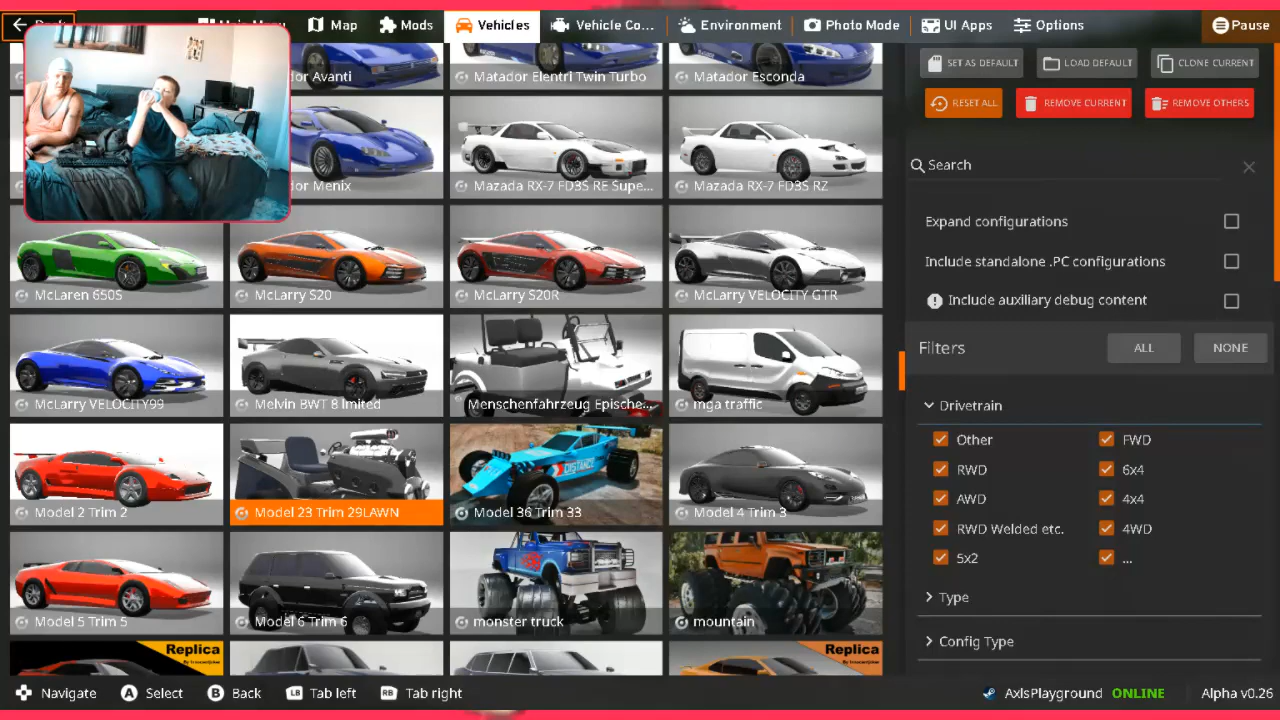 Map
Mods
Vehicles
Vehicle Co...
Environment
Photo Mode
UI Apps
Options
Pause
dor Avanti
Matador Elentri Twin Turbo
Matador Esconda
SET AS DEFAULT
LOAD DEFAULT
CLONE CURRENT
RESET ALL
REMOVE CURRENT
REMOVE OTHERS
dor Menix
Mazada RX-7 FD3S RE Supe...
Mazada RX-7 FD3S RZ
Search
Expand configurations
Include standalone .PC configurations
Include auxiliary debug content
McLaren 650S
McLarry S20
McLarry S20R
McLarry VELOCITY GTR
Filters
ALL
NONE
McLarry VELOCITY99
Melvin BWT 8 lmited
Menschenfahrzeug Epische...
mga traffic
Drivetrain
Other
FWD
RWD
6x4
AWD
4x4
RWD Welded etc.
4WD
5x2
...
DISTANCE
Model 2 Trim 2
Model 23 Trim 29LAWN
Model 36 Trim 33
Model 4 Trim 3
Model 5 Trim 5
Model 6 Trim 6
monster truck
mountain
Type
Config Type
Replica
Replica
Navigate
A Select
B Back
LB Tab left
RB Tab right
AxlsPlayground ONLINE
Alpha v0.26